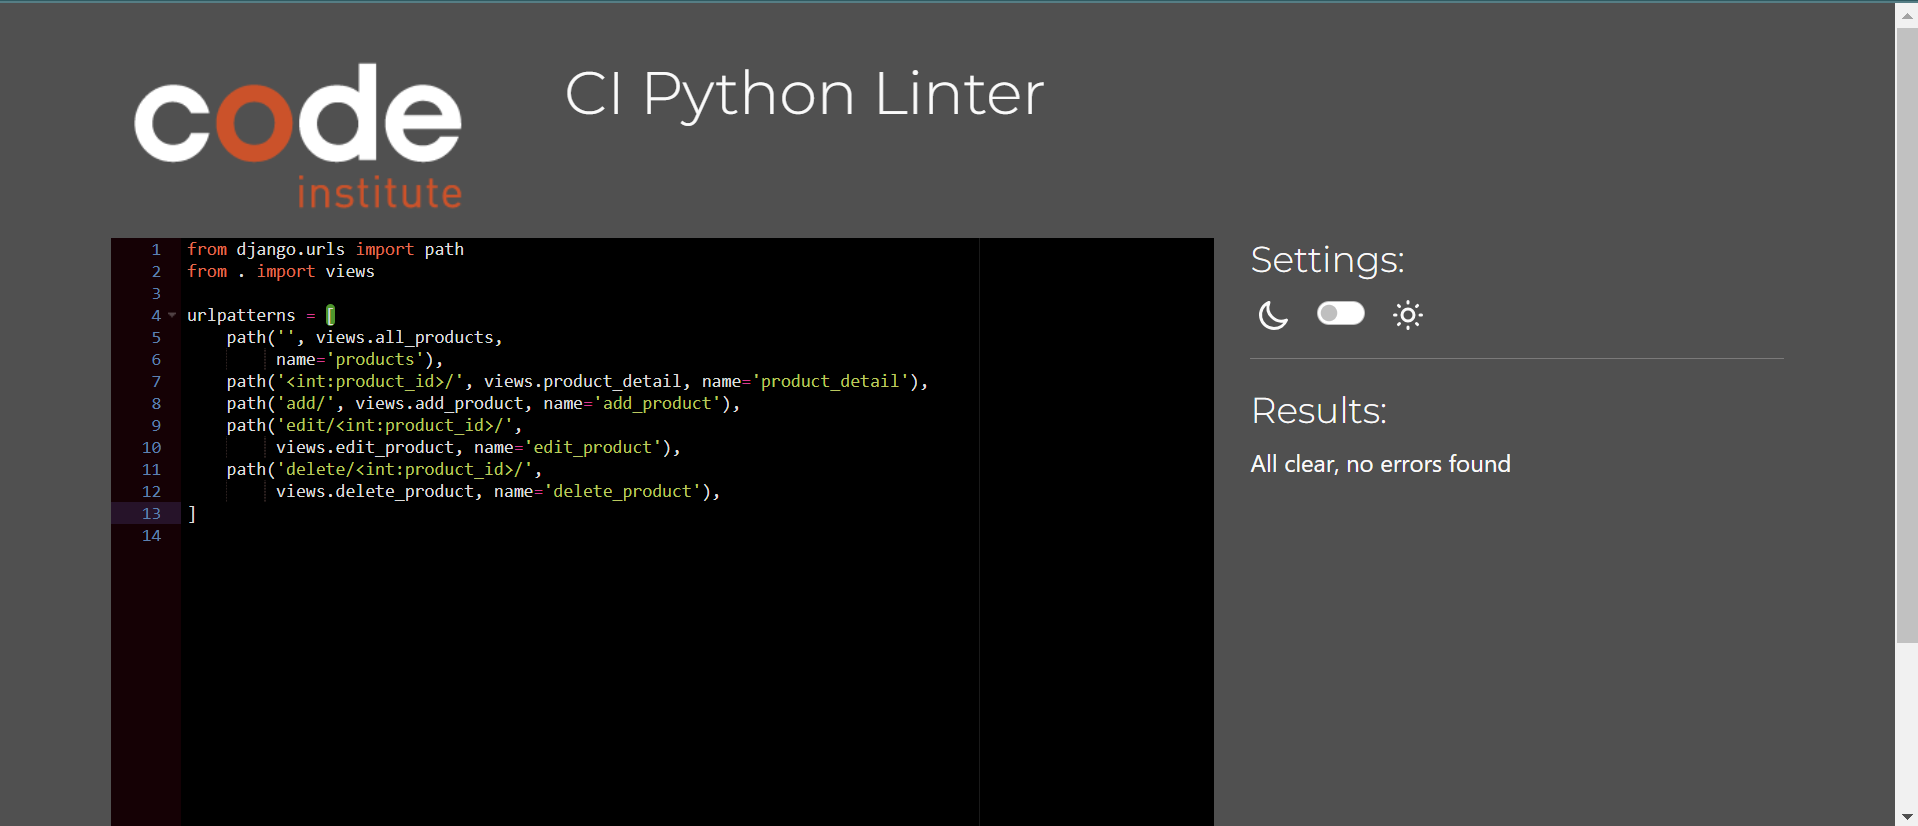 code
institute
CI Python Linter
1 from django.urls import path
2 from . import views
3
4 urlpatterns = [
5     path('', views.all_products,
6          name='products'),
7     path('<int:product_id>/', views.product_detail, name='product_detail'),
8     path('add/', views.add_product, name='add_product'),
9     path('edit/<int:product_id>/',
10          views.edit_product, name='edit_product'),
11     path('delete/<int:product_id>/',
12          views.delete_product, name='delete_product'),
13 ]
14
Settings:
Results:
All clear, no errors found